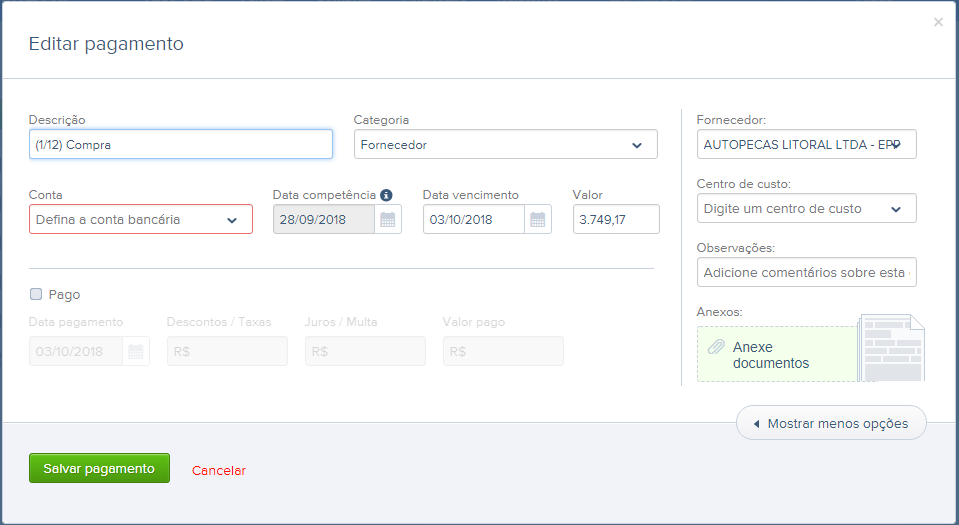 ×
Editar pagamento
Descrição
Categoria
Fornecedor:
(1/12) Compra
Fornecedor
AUTOPECAS LITORAL LTDA - EPP
Conta
Data competência
Data vencimento
Valor
Centro de custo:
Defina a conta bancária
28/09/2018
03/10/2018
3.749,17
Digite um centro de custo
Observações:
Adicione comentários sobre esta
Pago
Anexos:
Data pagamento
Descontos / Taxas
Juros / Multa
Valor pago
03/10/2018
R$
R$
R$
Anexe
documentos
Mostrar menos opções
Salvar pagamento
Cancelar